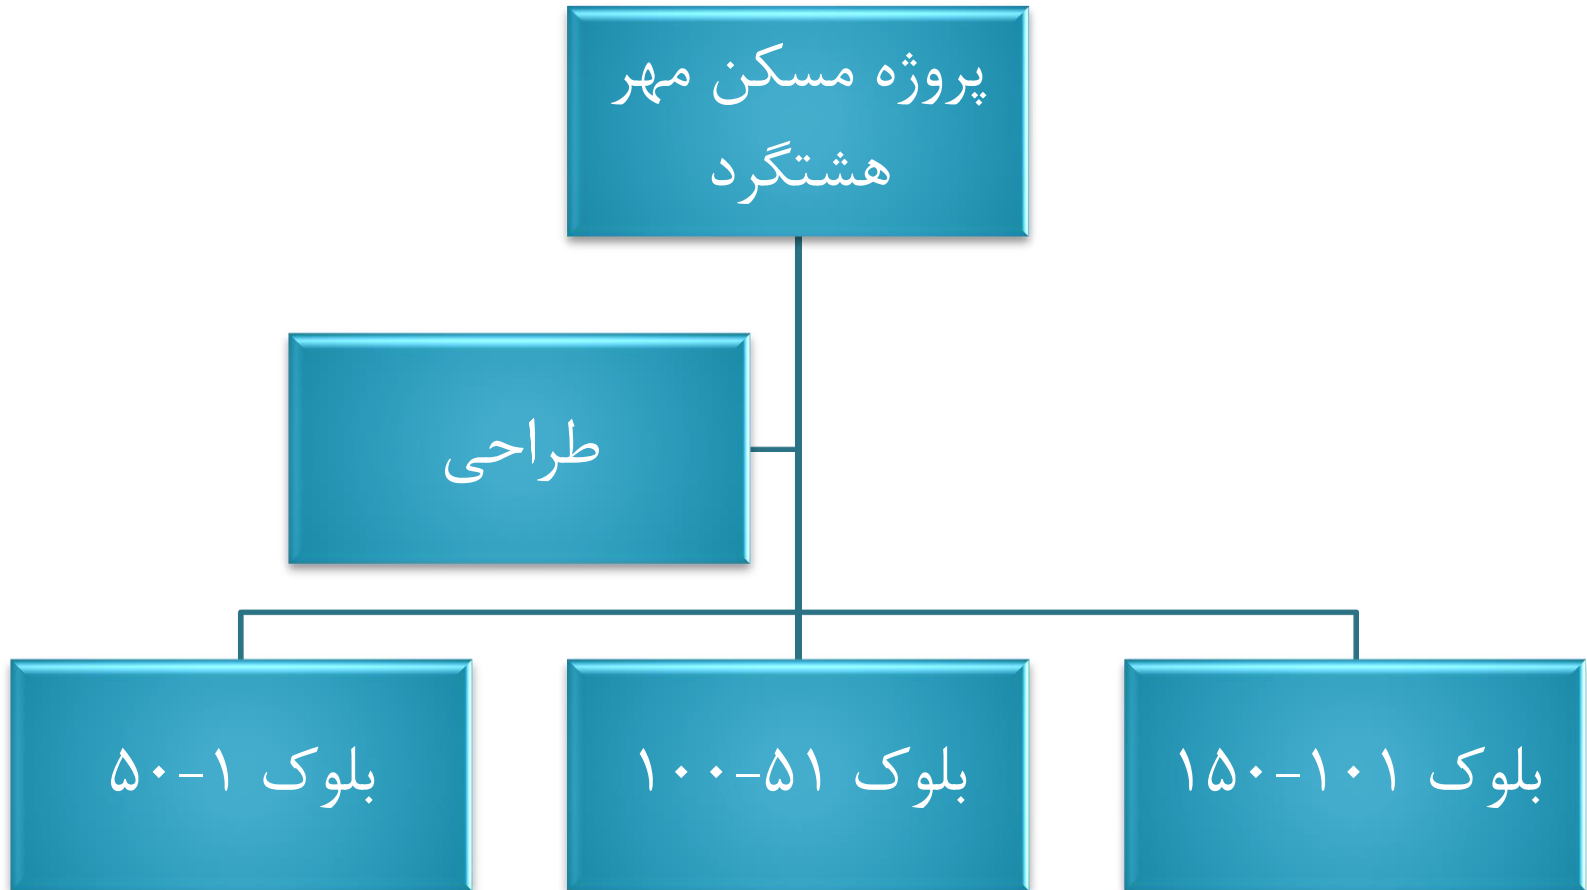 پروژه مسکن مهر
هشتگرد
طراحی
بلوک ۱۰۱-۱۵۰
بلوک ۵۱-۱۰۰
بلوک ۱-۵۰